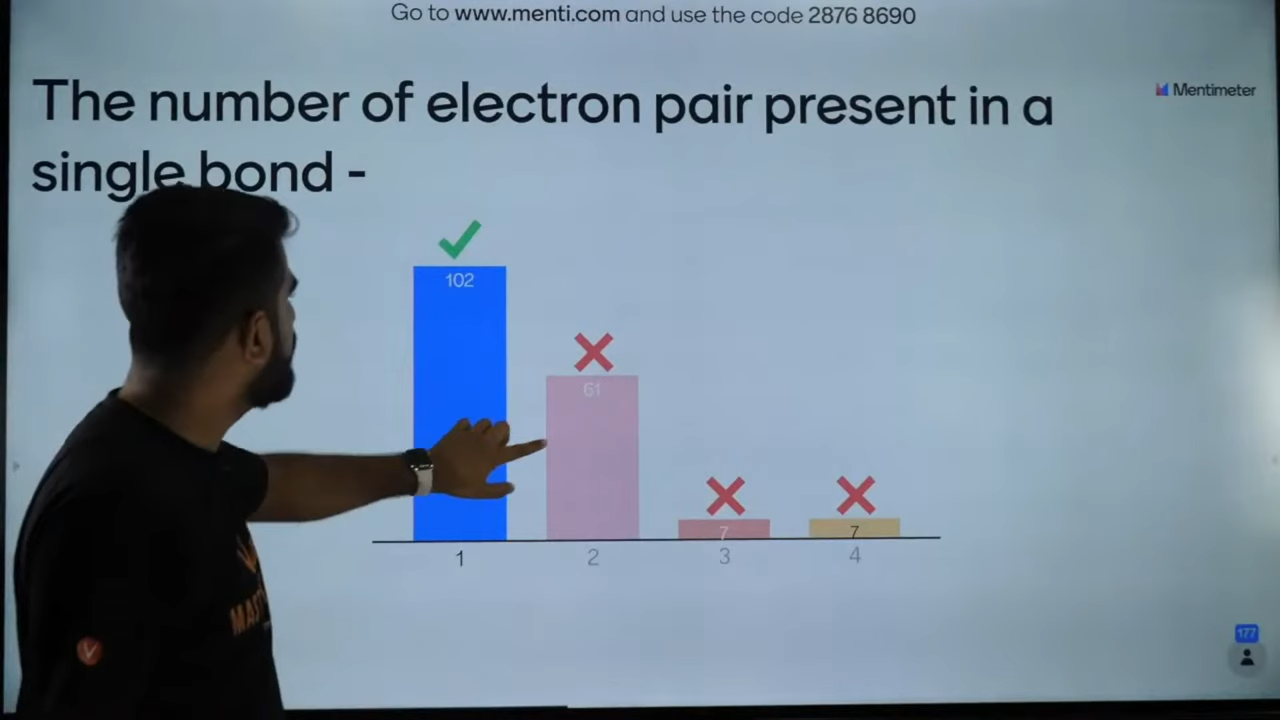 Go to www.menti.com and use the code 2876 8690
Mentimeter
The number of electron pair present in a
single bond -
102
61
7
7
1
2
3
4
177